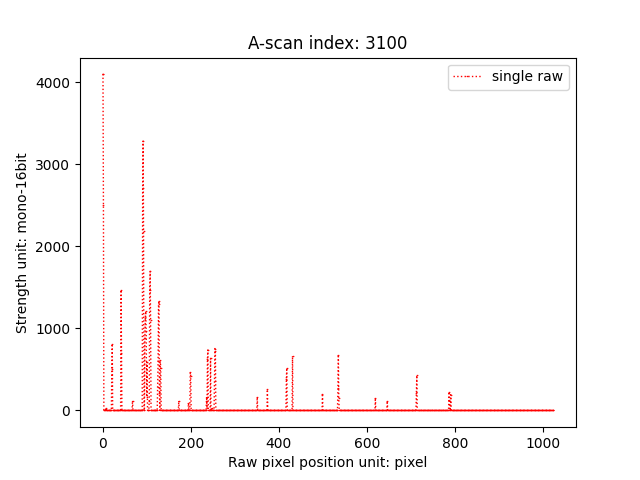 A-scan index: 3100
single raw
4000
3000
2000
1000
0
Strength unit: mono-16bit
0 200 400 600 800 1000
Raw pixel position unit: pixel